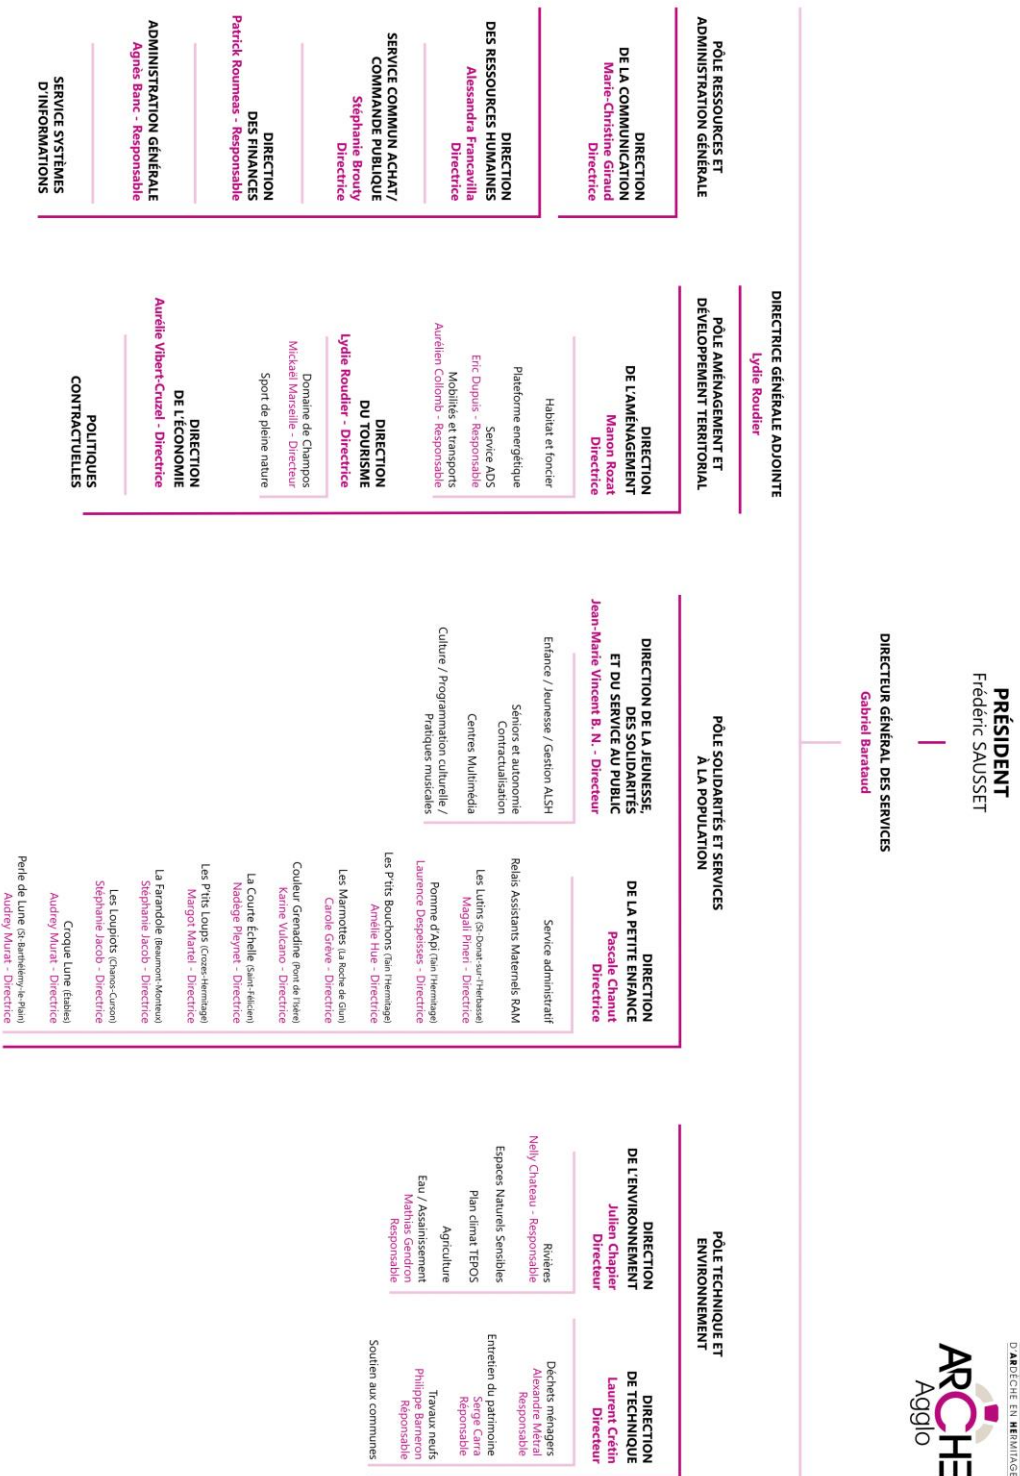 D'ARDÈCHE EN HERMITAGE
ARCHE
Agglo
PRÉSIDENT
Frédéric SAUSSET
DIRECTEUR GÉNÉRAL DES SERVICES
Gabriel Barataud
DIRECTRICE GÉNÉRALE ADJOINTE
Lydie Roudier
PÔLE RESSOURCES ET
ADMINISTRATION GÉNÉRALE
DIRECTION
DE LA COMMUNICATION
Marie-Christine Giraud
Directrice
DIRECTION
DES RESSOURCES HUMAINES
Alessandra Francavilla
Directrice
SERVICE COMMUN ACHAT/
COMMANDE PUBLIQUE
Stéphanie Brouty
Directrice
DIRECTION
DES FINANCES
Patrick Roumeas - Responsable
ADMINISTRATION GÉNÉRALE
Agnès Banc - Responsable
SERVICE SYSTÈMES
D'INFORMATIONS
PÔLE AMÉNAGEMENT ET
DÉVELOPPEMENT TERRITORIAL
DIRECTION
DE L'AMÉNAGEMENT
Manon Rozat
Directrice
Habitat et foncier
Plateforme energétique
Service ADS
Eric Dupuis - Responsable
Mobilités et transports
Aurélien Collomb - Responsable
DIRECTION
DU TOURISME
Lydie Roudier - Directrice
Domaine de Champos
Mickaël Marseille - Directeur
Sport de pleine nature
DIRECTION
DE L'ÉCONOMIE
Aurélie Vibert-Cruzel - Directrice
POLITIQUES
CONTRACTUELLES
PÔLE SOLIDARITÉS ET SERVICES
À LA POPULATION
DIRECTION DE LA JEUNESSE,
DES SOLIDARITÉS
ET DU SERVICE AU PUBLIC
Jean-Marie Vincent B. N. - Directeur
Enfance / Jeunesse / Gestion ALSH
Séniors et autonomie
Contractualisation
Centres Multimédia
Culture / Programmation culturelle /
Pratiques musicales
DIRECTION
DE LA PETITE ENFANCE
Pascale Chanut
Directrice
Service administratif
Relais Assistants Maternels RAM
Les Lutins (St-Donat-sur-l'Herbasse)
Magali Pineri - Directrice
Pomme d'Api (Tain l'Hermitage)
Laurence Despeisses - Directrice
Les P'tits Bouchons (Tain l'Hermitage)
Amélie Hue - Directrice
Les Marmottes (La Roche de Glun)
Carole Grève - Directrice
Couleur Grenadine (Pont de l'Isère)
Karine Vulcano - Directrice
La Courte Échelle (Saint-Félicien)
Nadège Pleynet - Directrice
Les P'tits Loups (Crozes-Hermitage)
Margot Martel - Directrice
La Farandole (Beaumont-Monteux)
Stéphanie Jacob - Directrice
Les Loupiots (Chanos-Curson)
Stéphanie Jacob - Directrice
Croque Lune (Étables)
Audrey Murat - Directrice
Perle de Lune (St-Barthélémy-le-Plain)
Audrey Murat - Directrice
PÔLE TECHNIQUE ET
ENVIRONNEMENT
DIRECTION
DE L'ENVIRONNEMENT
Julien Chapier
Directeur
Rivières
Nelly Chateau - Responsable
Espaces Naturels Sensibles
Plan climat TEPOS
Agriculture
Eau / Assainissement
Mathias Gendron
Responsable
DIRECTION
DE TECHNIQUE
Laurent Crétin
Directeur
Déchets ménagers
Alexandre Métral
Responsable
Entretien du patrimoine
Serge Carra
Réponsable
Travaux neufs
Philippe Barneron
Réponsable
Soutien aux communes